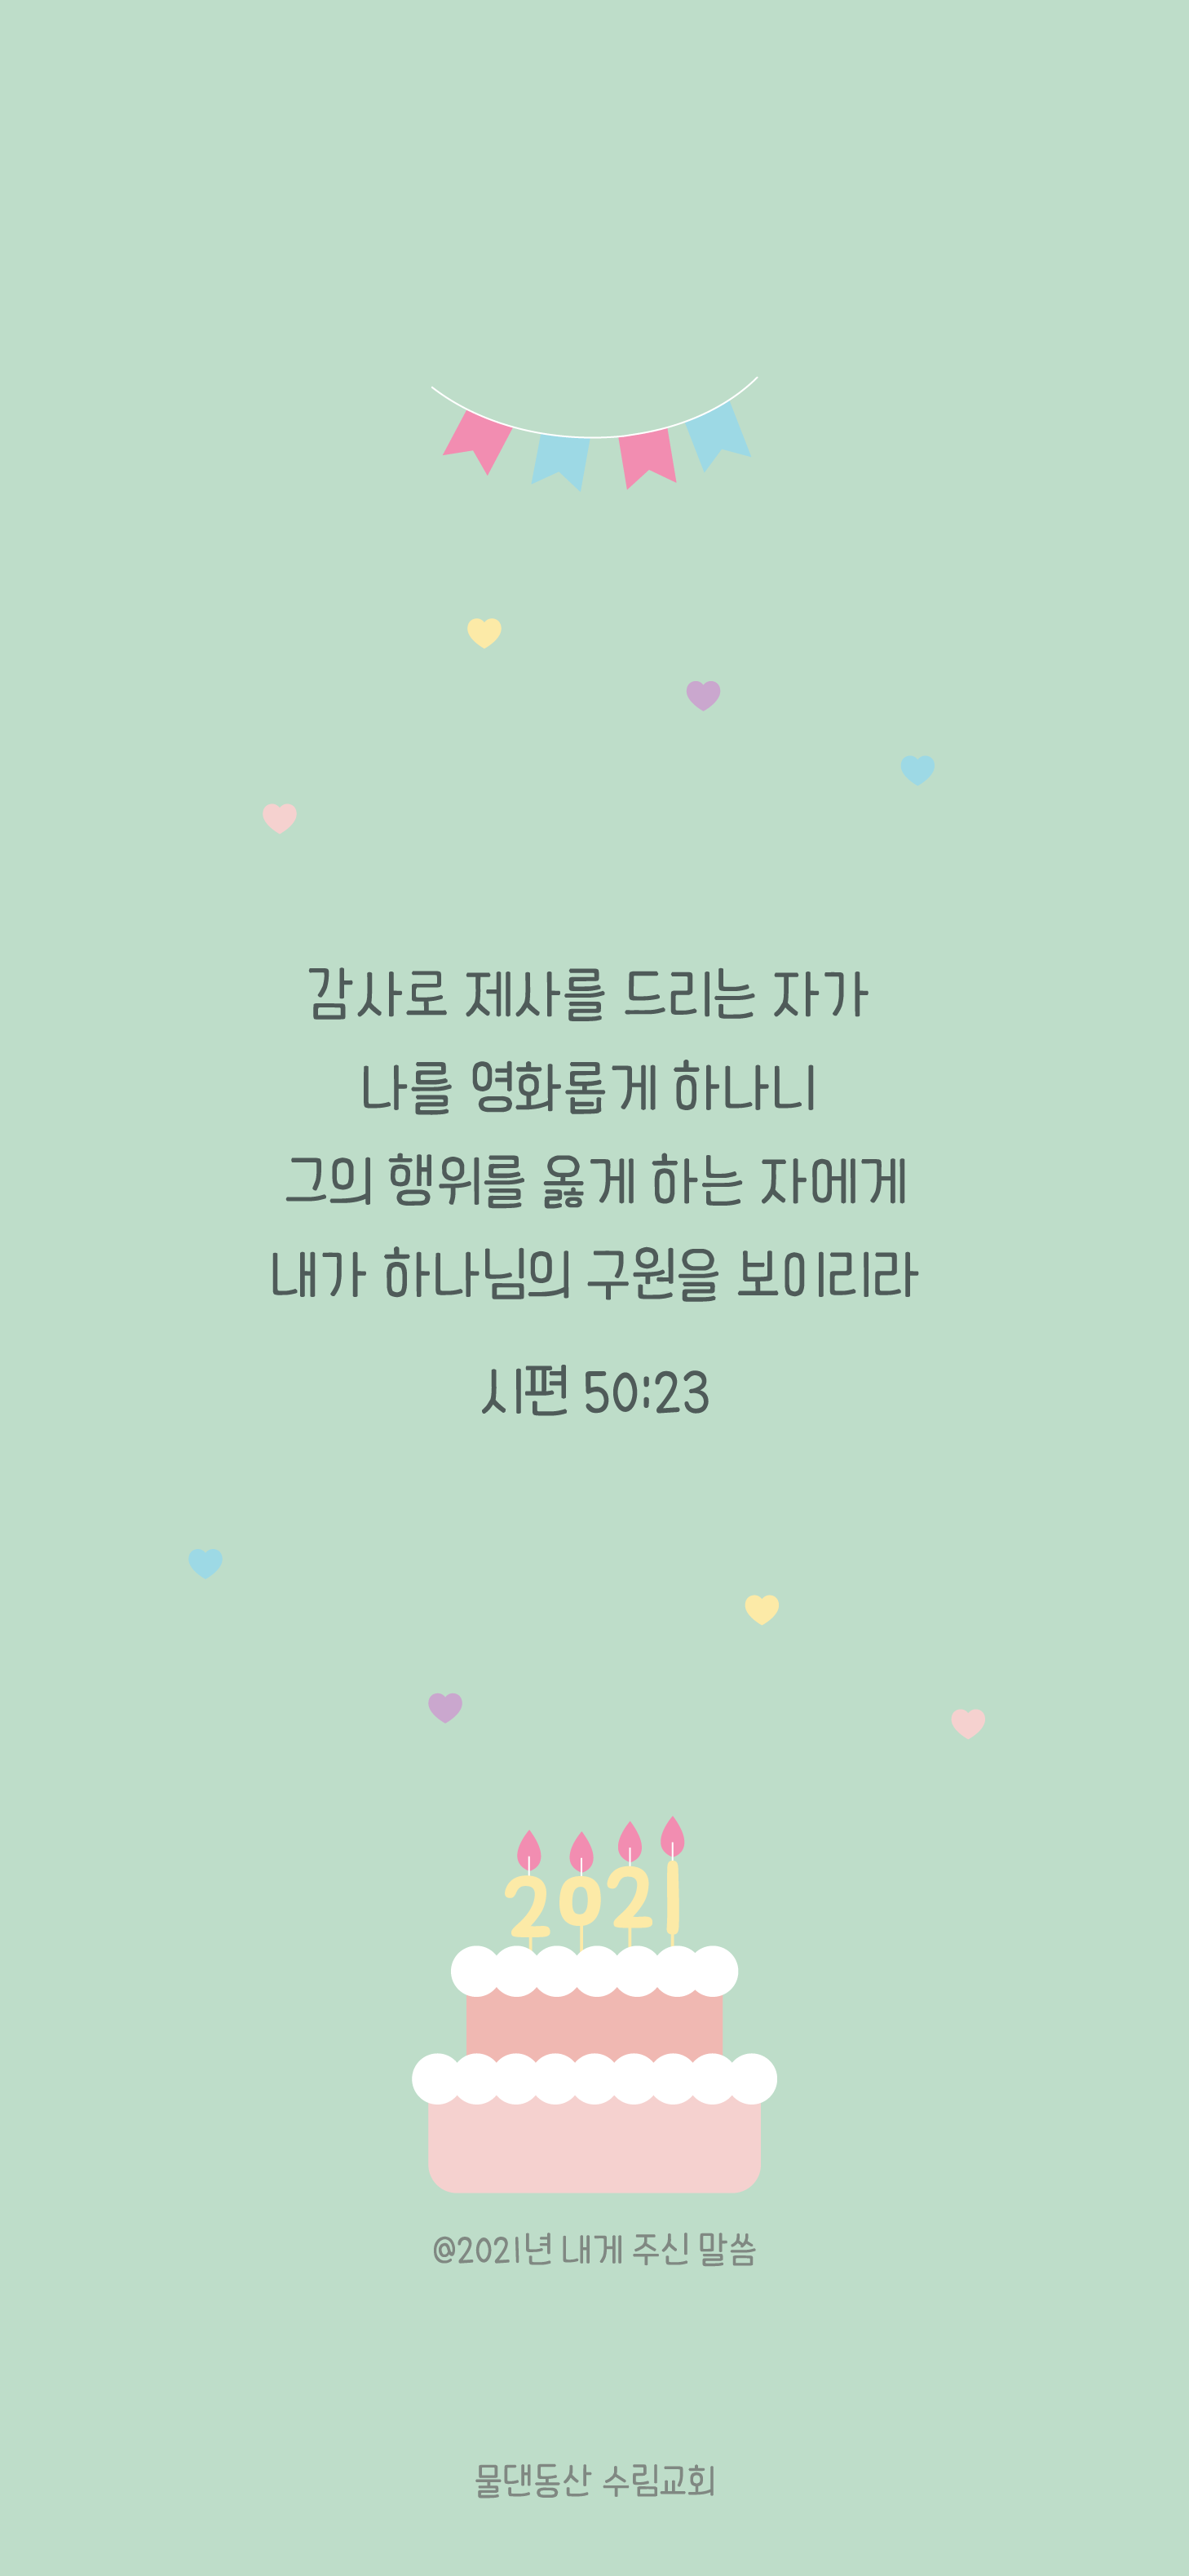 감사로 제사를 드리는 자가
나를 영화롭게 하나니
그의 행위를 옳게 하는 자에게
내가 하나님의 구원을 보이리라
시편 50:23
2021
@2021년 내게 주신 말씀
물댄동산 수림교회